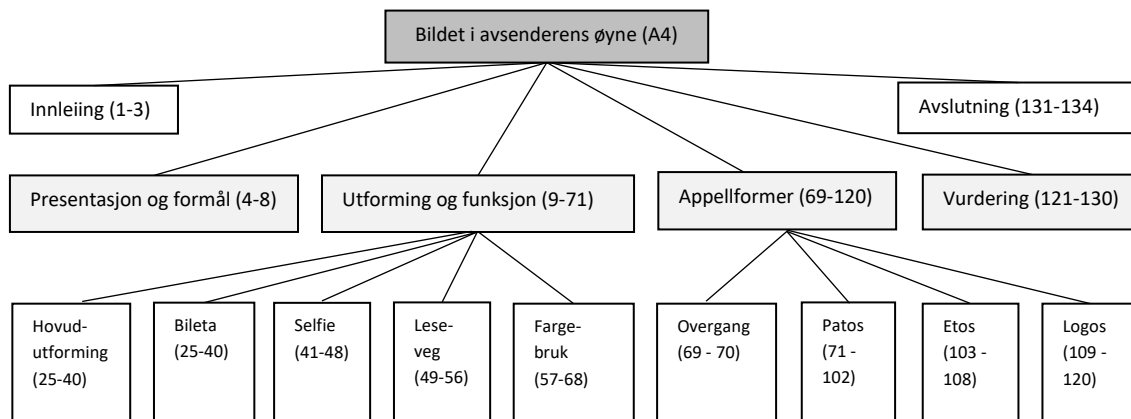 Bildet i avsenderens øyne (A4)
Innleiing (1-3)
Avslutning (131-134)
Presentasjon og formål (4-8)
Utforming og funksjon (9-71)
Appellformer (69-120)
Vurdering (121-130)
Hovud-
utforming
(25-40)
Bileta
(25-40)
Selfie
(41-48)
Lese-
veg
(49-56)
Farge-
bruk
(57-68)
Overgang
(69 - 70)
Patos
(71 -
102)
Etos
(103 -
108)
Logos
(109 -
120)